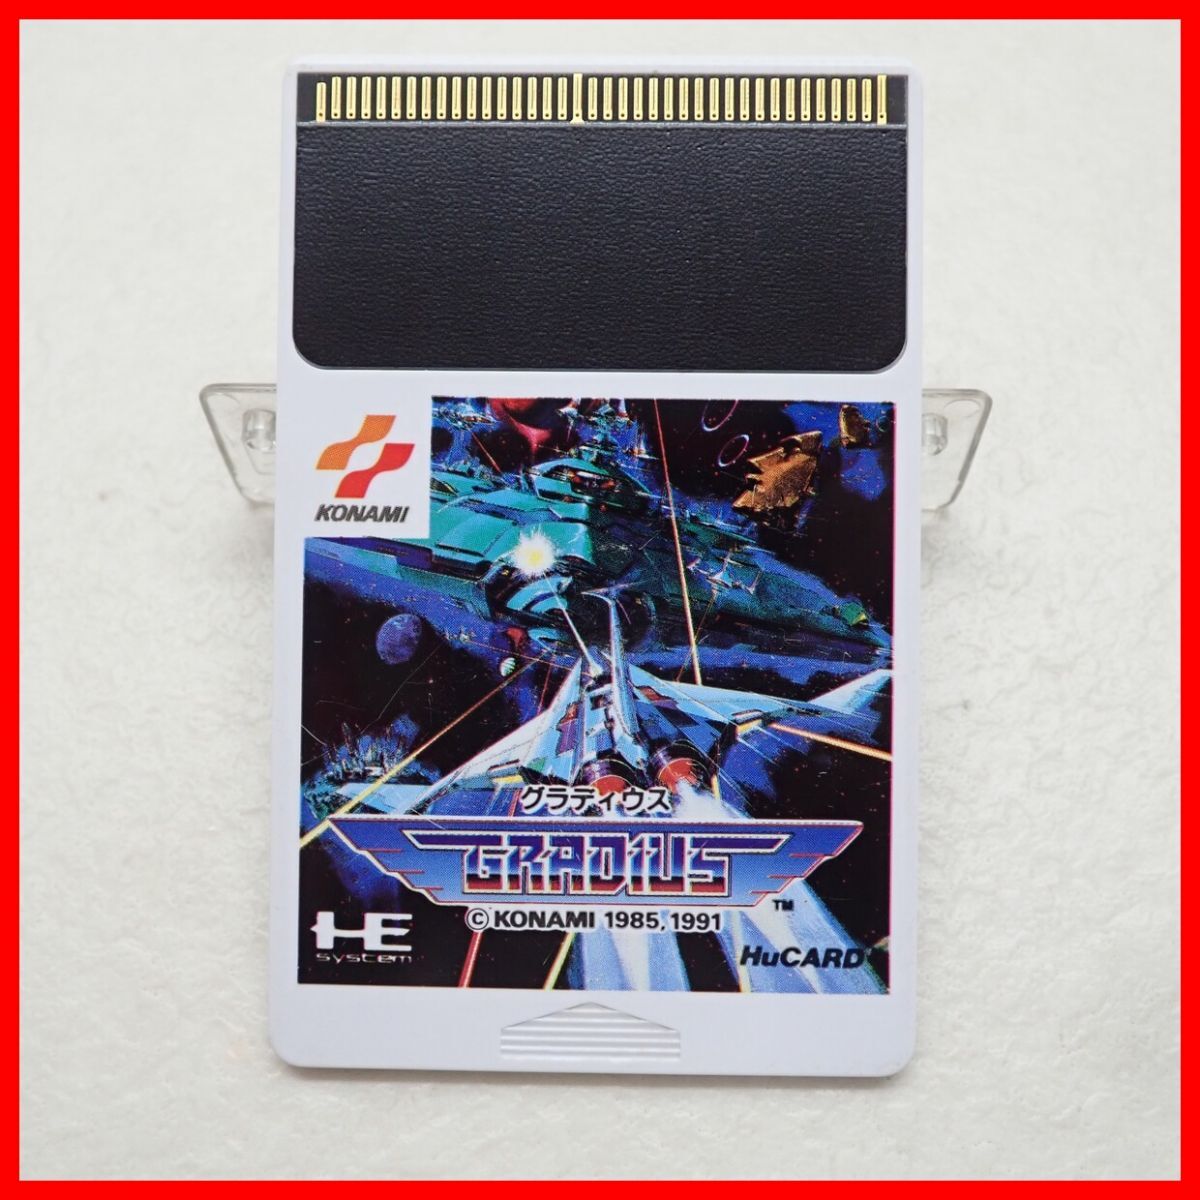 KONAMI
グラディウス
GRADIUS
TM
© KONAMI 1985, 1991
HE
system
HuCARD